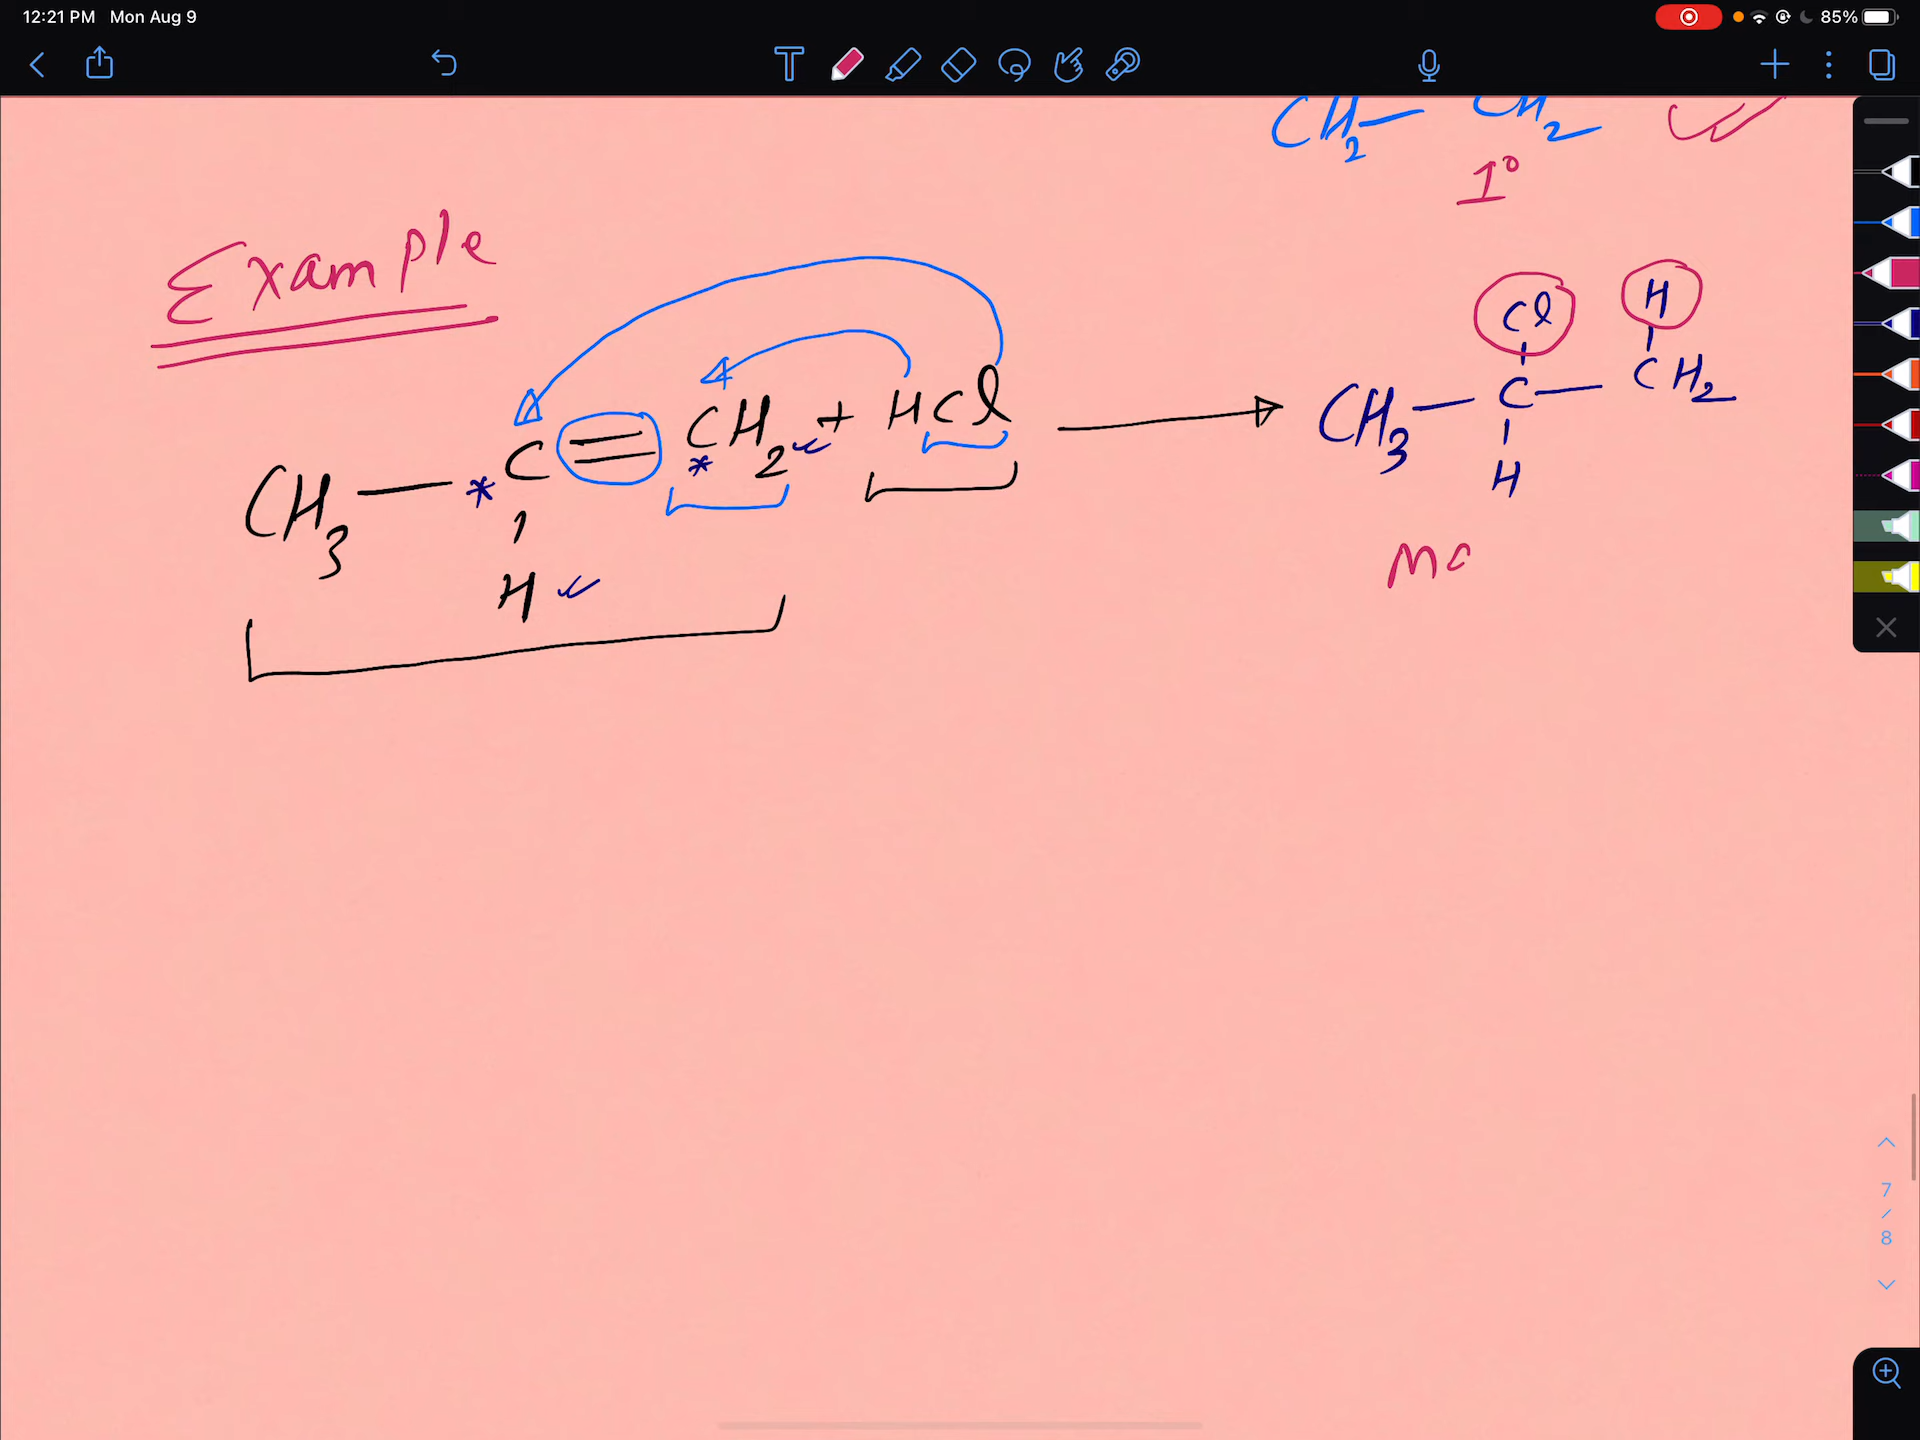 12:21 PM Mon Aug 9
85%
CH2— CH2
1°
Example
Cl H
CH3 — C = CH2 + HCl → CH3 — C — CH2
H H
Ma
7
/
8